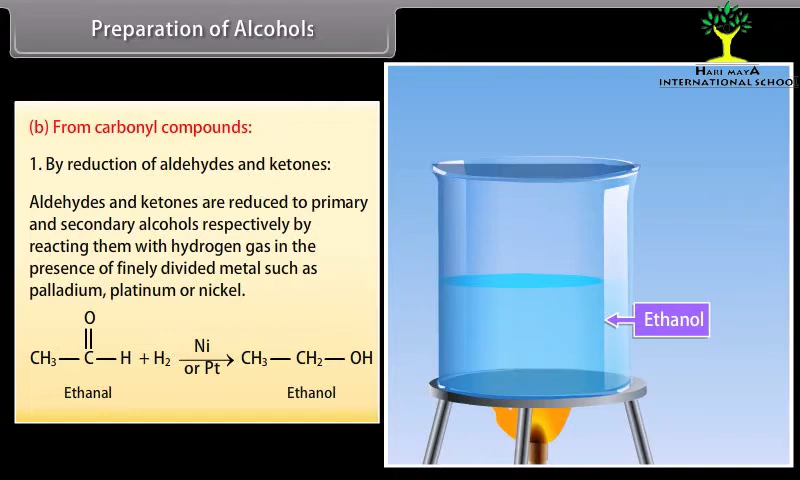 Preparation of Alcohols
HARI MAYA
INTERNATIONAL SCHOOL
(b) From carbonyl compounds:
1. By reduction of aldehydes and ketones:
Aldehydes and ketones are reduced to primary
and secondary alcohols respectively by
reacting them with hydrogen gas in the
presence of finely divided metal such as
palladium, platinum or nickel.
O
CH₃ — C — H + H₂ Ni or Pt → CH₃ — CH₂ — OH
Ethanal Ethanol
Ethanol